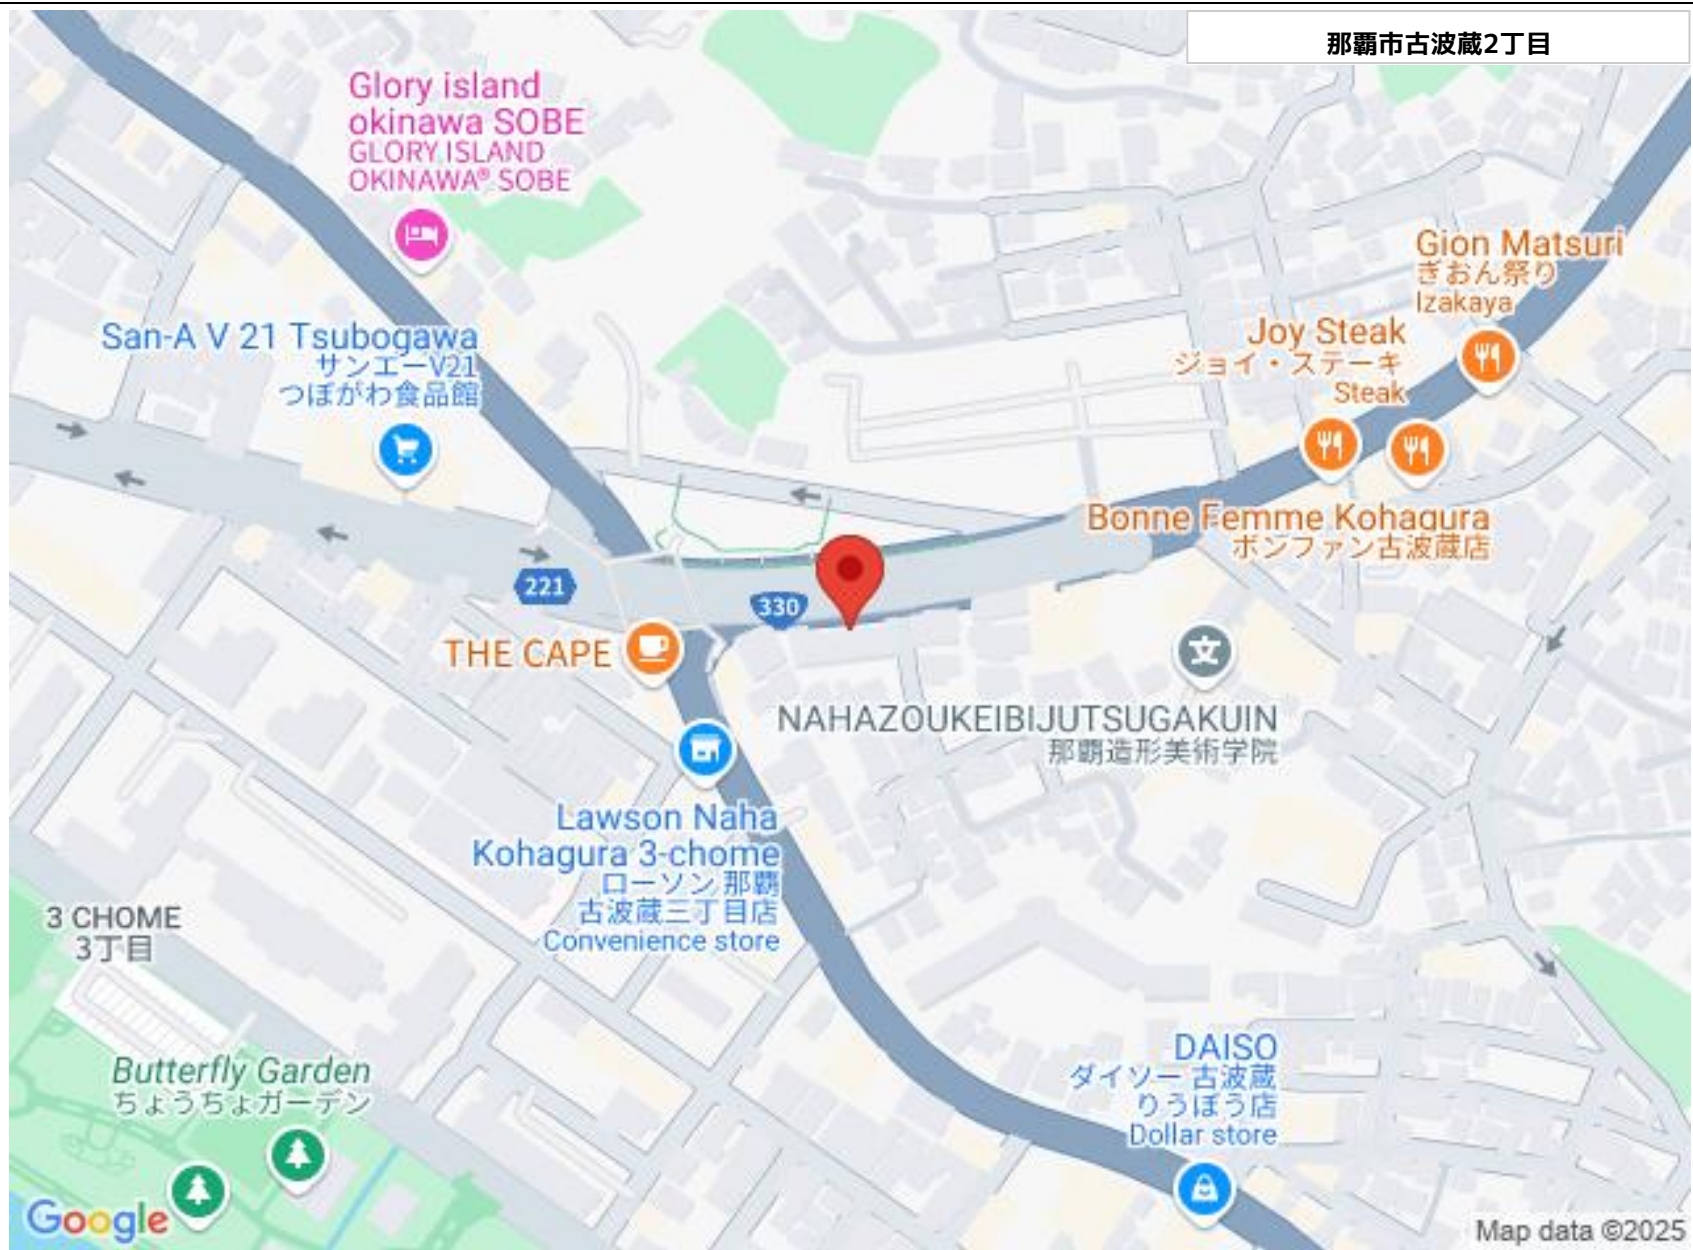 那覇市古波蔵2丁目
Glory island
okinawa SOBE
GLORY ISLAND
OKINAWA® SOBE
Gion Matsuri
ぎおん祭り
Izakaya
San-A V 21 Tsubogawa
サンエーV21
つぼがわ食品館
Joy Steak
ジョイ・ステーキ
Steak
Bonne Femme Kohagura
ボンファン古波蔵店
221
330
THE CAPE
NAHAZOUKEIBIJUTSUGAKUIN
那覇造形美術学院
文
Lawson Naha
Kohagura 3-chome
ローソン 那覇
古波蔵三丁目店
Convenience store
3 CHOME
3丁目
Butterfly Garden
ちょうちょガーデン
DAISO
ダイソー 古波蔵
りうぼう店
Dollar store
Google
Map data ©2025